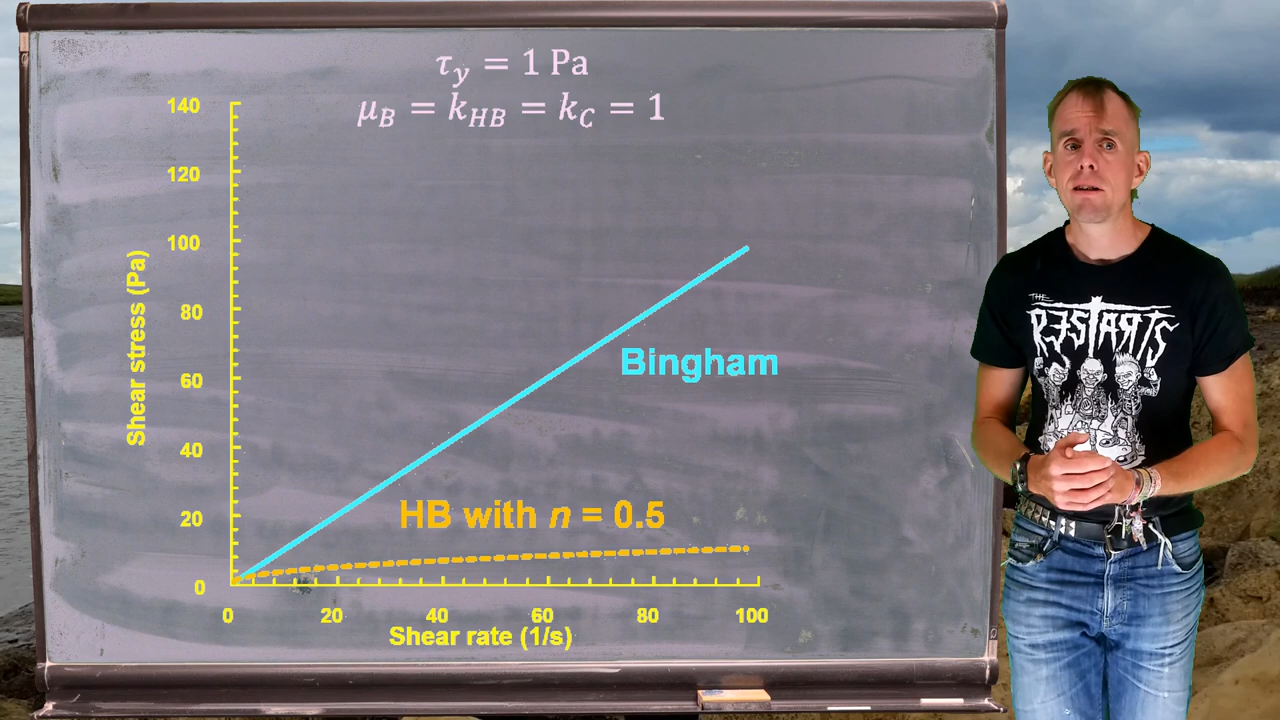 τ_y = 1 Pa
μ_B = k_HB = k_C = 1
140
120
100
80
60
40
20
0
Shear stress (Pa)
Bingham
HB with n = 0.5
0 20 40 60 80 100
Shear rate (1/s)
THE
RESTARTS